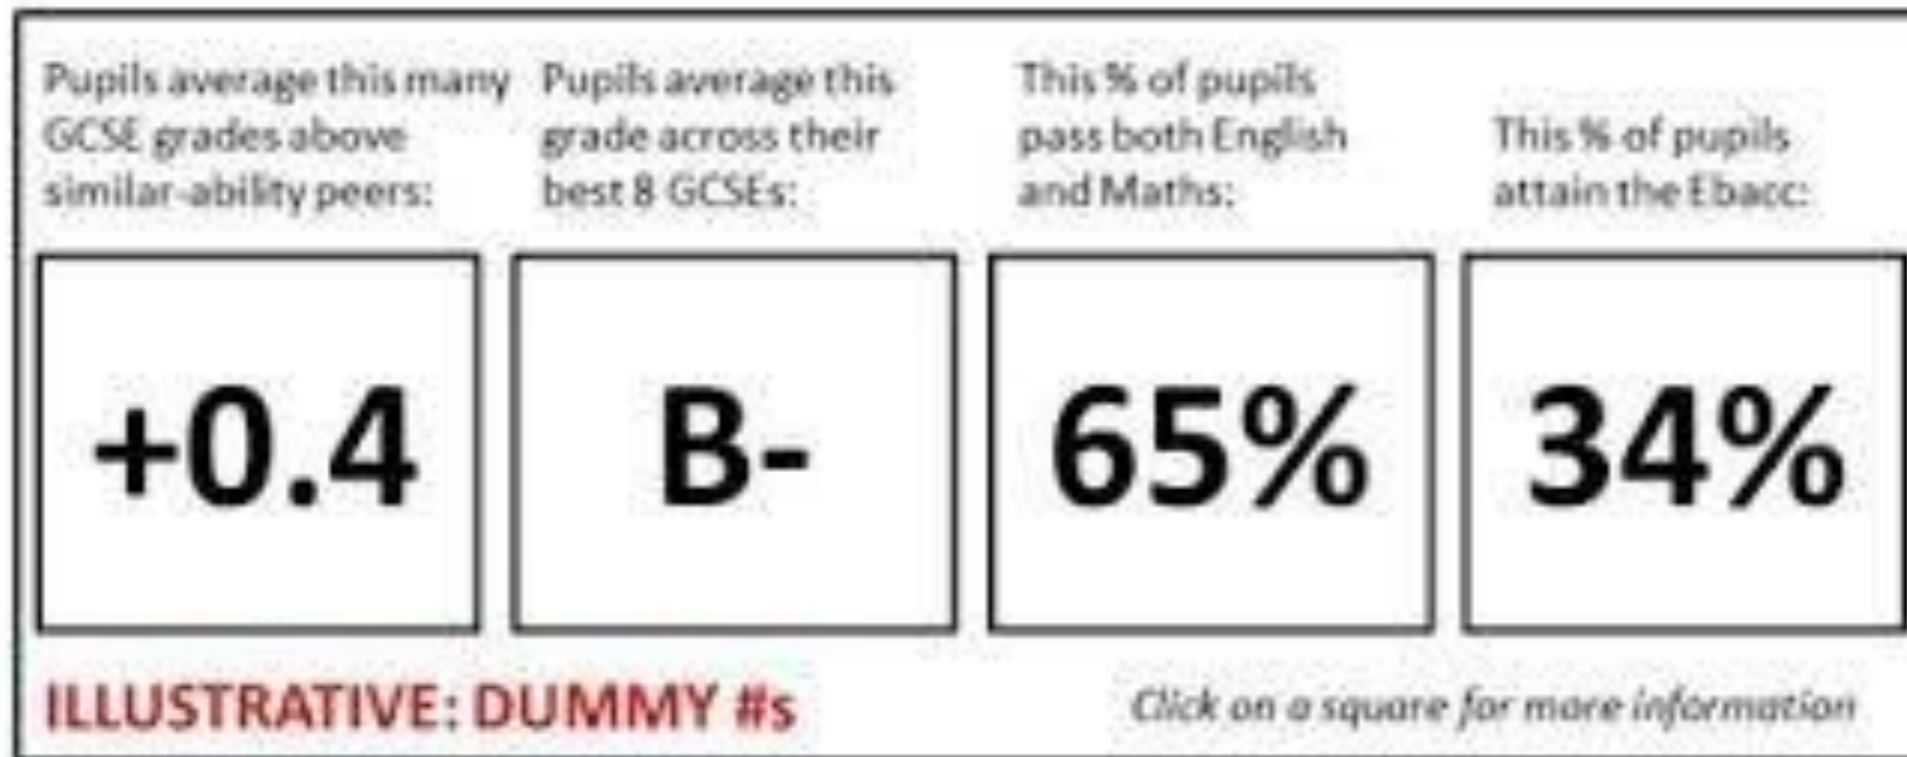 Pupils average this many
GCSE grades above
similar-ability peers:
Pupils average this
grade across their
best 8 GCSEs:
This % of pupils
pass both English
and Maths:
This % of pupils
attain the Ebacc:
+0.4
B-
65%
34%
ILLUSTRATIVE: DUMMY #s
Click on a square for more information